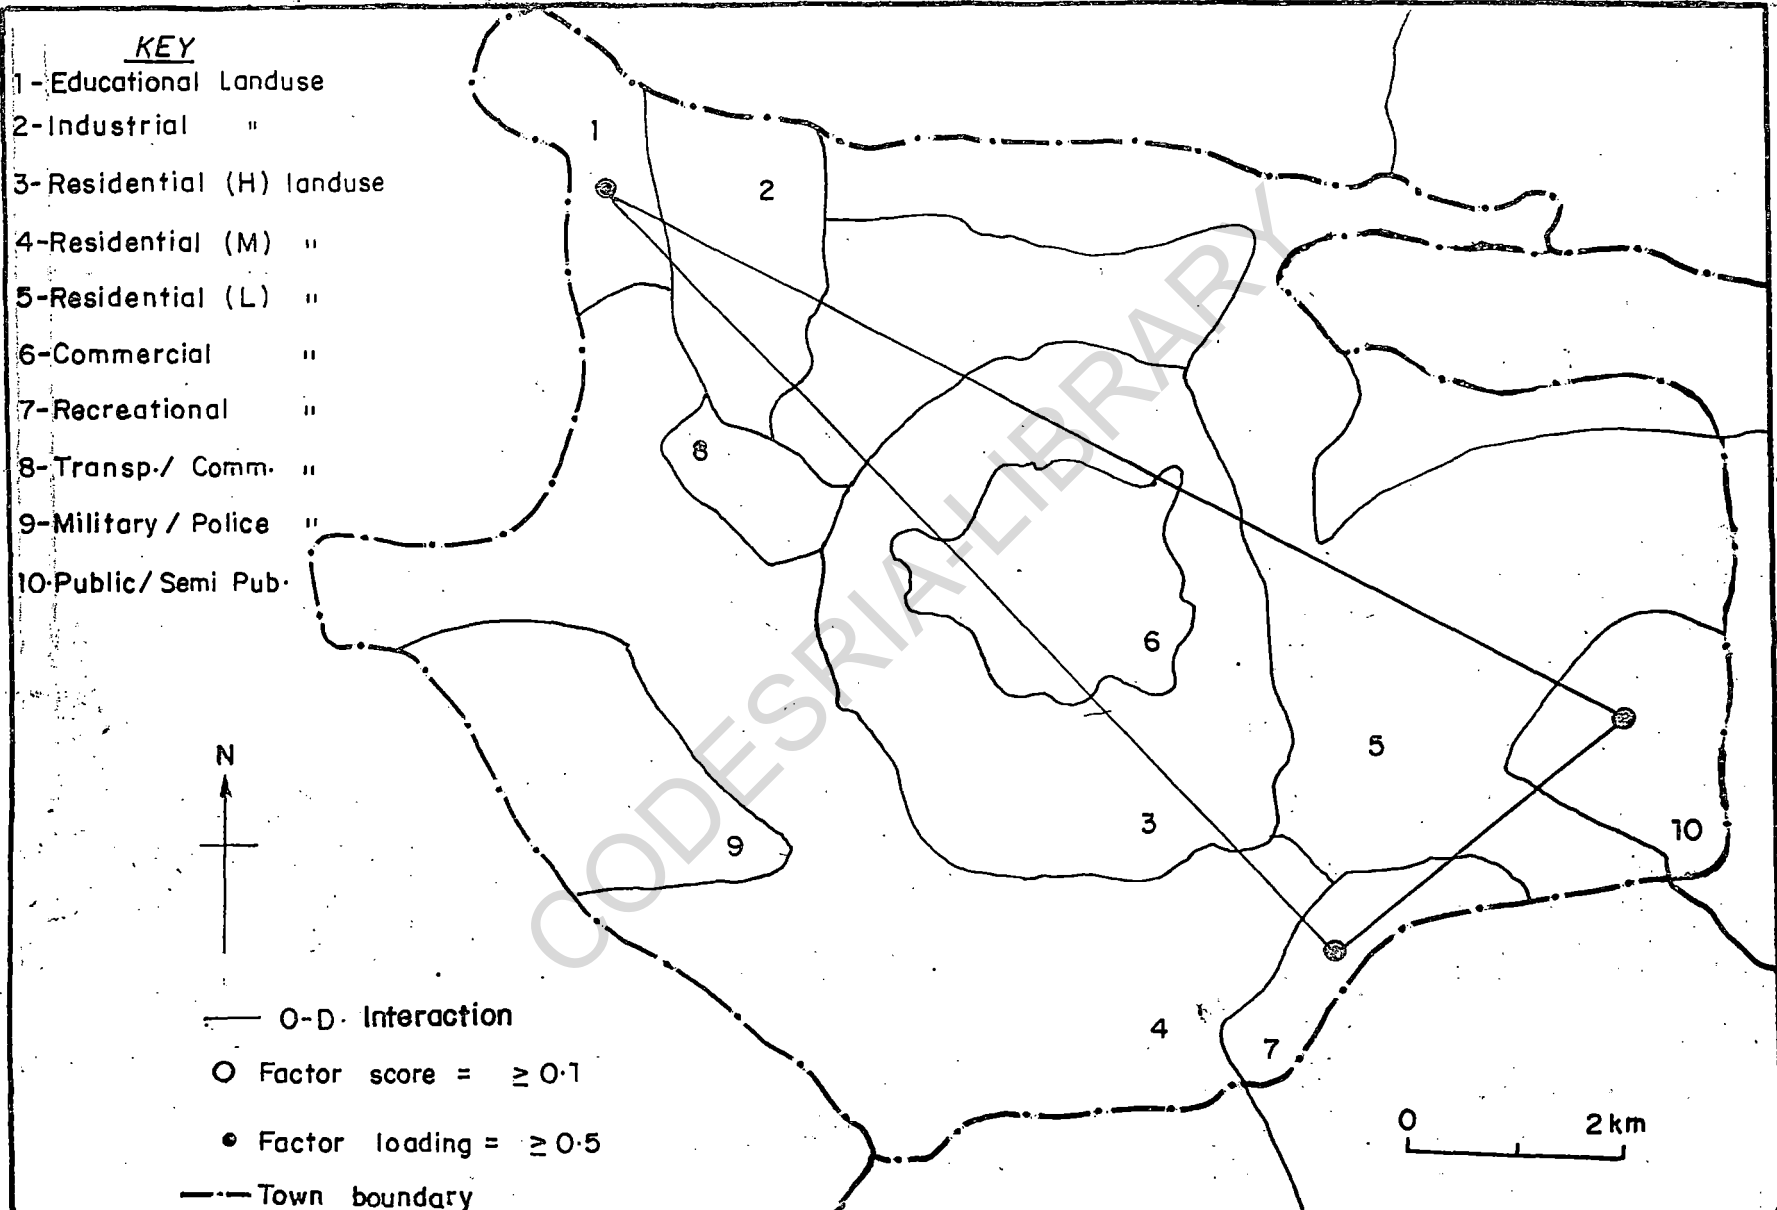 KEY
1-Educational Landuse
2-Industrial "
3-Residential (H) landuse
4-Residential (M) "
5-Residential (L) "
6-Commercial "
7-Recreational "
8-Transp./ Comm. "
9-Military / Police "
10.Public/ Semi Pub.
1
2
8
6
5
3
10
9
4
7
N
O-D. Interaction
Factor score = ≥ 0.1
Factor loading = ≥ 0.5
Town boundary
0 2 km
CODESRIA-LIBRARY